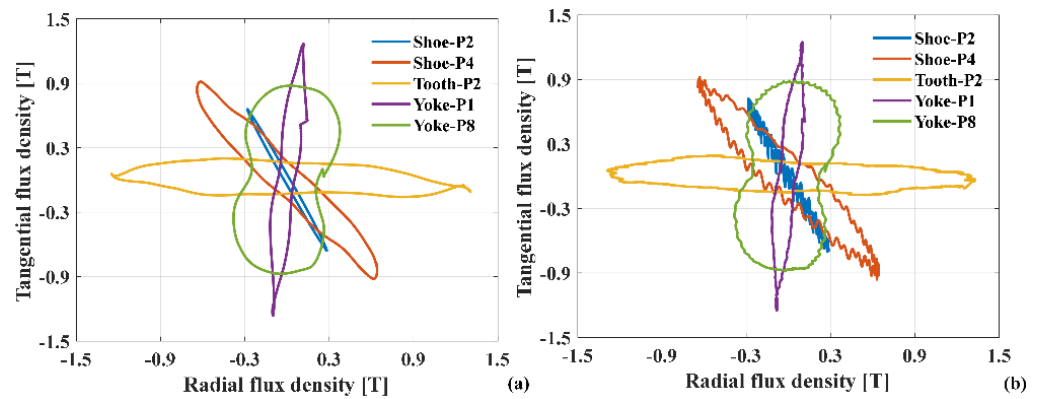 1.5
0.9
0.3
-0.3
-0.9
-1.5
Tangential flux density [T]
Shoe-P2
Shoe-P4
Tooth-P2
Yoke-P1
Yoke-P8
-1.5 -0.9 -0.3 0.3 0.9 1.5
Radial flux density [T]
(a)
1.5
0.9
0.3
-0.3
-0.9
-1.5
Tangential flux density [T]
Shoe-P2
Shoe-P4
Tooth-P2
Yoke-P1
Yoke-P8
-1.5 -0.9 -0.3 0.3 0.9 1.5
Radial flux density [T]
(b)